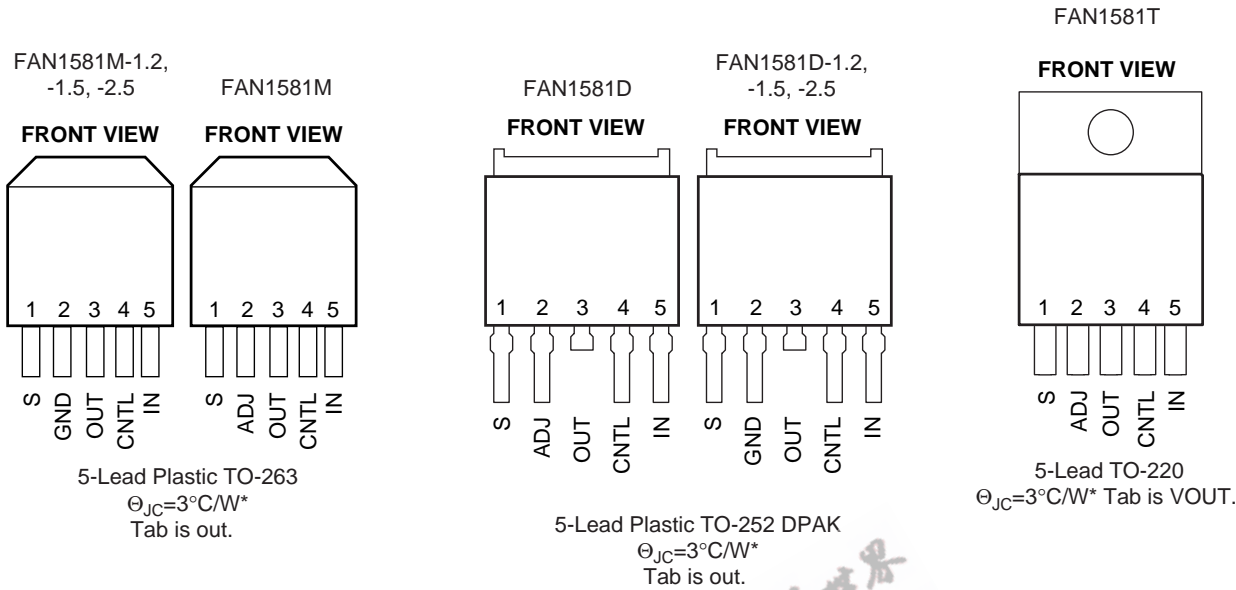 FAN1581M-1.2,
-1.5, -2.5
FRONT VIEW
1 2 3 4 5
S
GND
OUT
CNTL
IN
FAN1581M
FRONT VIEW
1 2 3 4 5
S
ADJ
OUT
CNTL
IN
5-Lead Plastic TO-263
ΘJC=3°C/W*
Tab is out.
FAN1581D
FRONT VIEW
1 2 3 4 5
S
ADJ
OUT
CNTL
IN
FAN1581D-1.2,
-1.5, -2.5
FRONT VIEW
1 2 3 4 5
S
GND
OUT
CNTL
IN
5-Lead Plastic TO-252 DPAK
ΘJC=3°C/W*
Tab is out.
FAN1581T
FRONT VIEW
1 2 3 4 5
S
ADJ
OUT
CNTL
IN
5-Lead TO-220
ΘJC=3°C/W* Tab is VOUT.